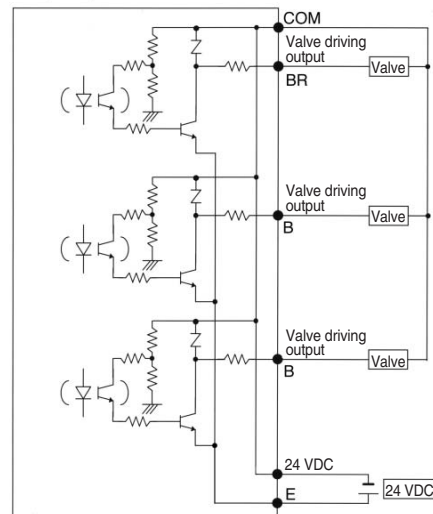 COM
Valve driving
output
Valve
BR
Valve driving
output
Valve
B
Valve driving
output
Valve
B
24 VDC
24 VDC
E